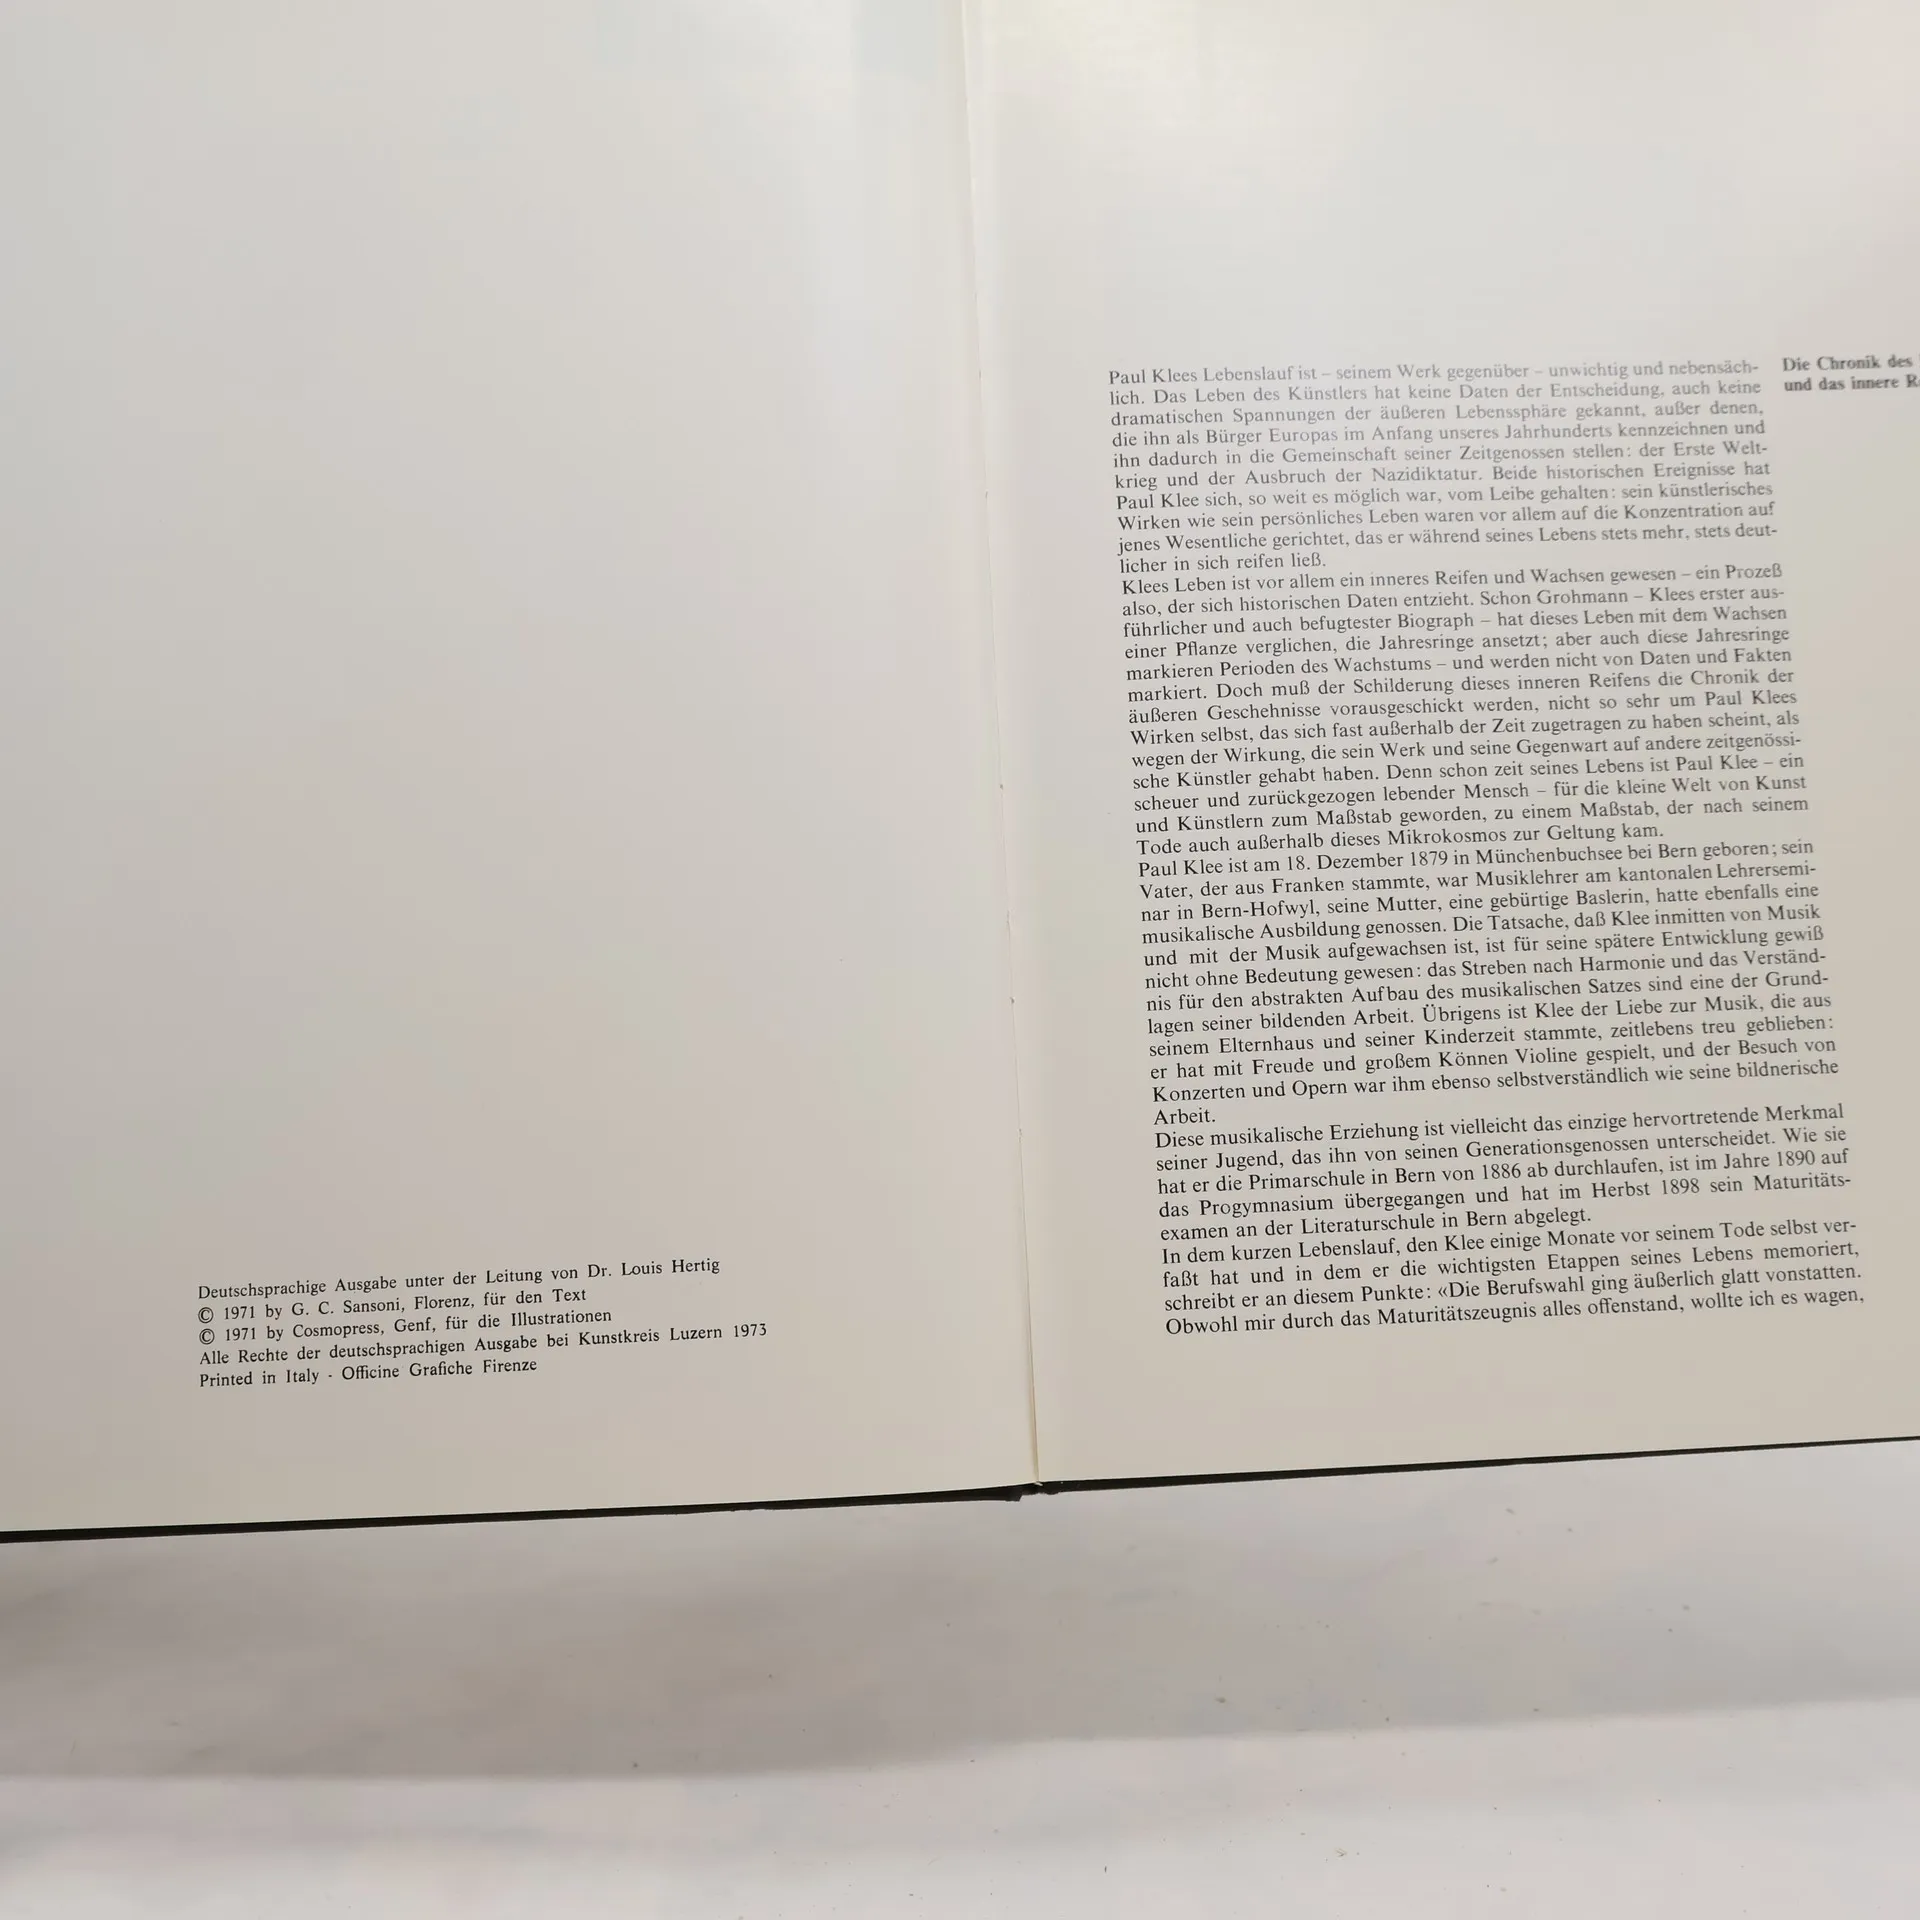 Deutschsprachige Ausgabe unter der Leitung von Dr. Louis Hertig
© 1971 by G. C. Sansoni, Florenz, für den Text
© 1971 by Cosmopress, Genf, für die Illustrationen
Alle Rechte der deutschsprachigen Ausgabe bei Kunstkreis Luzern 1973
Printed in Italy - Officine Grafiche Firenze
Paul Klees Lebenslauf ist – seinem Werk gegenüber – unwichtig und nebensäch-
lich. Das Leben des Künstlers hat keine Daten der Entscheidung, auch keine
dramatischen Spannungen der äußeren Lebenssphäre gekannt, außer denen,
die ihn als Bürger Europas im Anfang unseres Jahrhunderts kennzeichnen und
ihn dadurch in die Gemeinschaft seiner Zeitgenossen stellen: der Erste Welt-
krieg und der Ausbruch der Nazidiktatur. Beide historischen Ereignisse hat
Paul Klee sich, so weit es möglich war, vom Leibe gehalten: sein künstlerisches
Wirken wie sein persönliches Leben waren vor allem auf die Konzentration auf
jenes Wesentliche gerichtet, das er während seines Lebens stets mehr, stets deut-
licher in sich reifen ließ.
Klees Leben ist vor allem ein inneres Reifen und Wachsen gewesen – ein Prozeß
also, der sich historischen Daten entzieht. Schon Grohmann – Klees erster aus-
führlicher und auch befugtester Biograph – hat dieses Leben mit dem Wachsen
einer Pflanze verglichen, die Jahresringe ansetzt; aber auch diese Jahresringe
markieren Perioden des Wachstums – und werden nicht von Daten und Fakten
markiert. Doch muß der Schilderung dieses inneren Reifens die Chronik der
äußeren Geschehnisse vorausgeschickt werden, nicht so sehr um Paul Klees
Wirken selbst, das sich fast außerhalb der Zeit zugetragen zu haben scheint, als
wegen der Wirkung, die sein Werk und seine Gegenwart auf andere zeitgenössi-
sche Künstler gehabt haben. Denn schon zeit seines Lebens ist Paul Klee – ein
scheuer und zurückgezogen lebender Mensch – für die kleine Welt von Kunst
und Künstlern zum Maßstab geworden, zu einem Maßstab, der nach seinem
Tode auch außerhalb dieses Mikrokosmos zur Geltung kam.
Paul Klee ist am 18. Dezember 1879 in Münchenbuchsee bei Bern geboren; sein
Vater, der aus Franken stammte, war Musiklehrer am kantonalen Lehrersemi-
nar in Bern-Hofwyl, seine Mutter, eine gebürtige Baslerin, hatte ebenfalls eine
musikalische Ausbildung genossen. Die Tatsache, daß Klee inmitten von Musik
und mit der Musik aufgewachsen ist, ist für seine spätere Entwicklung gewiß
nicht ohne Bedeutung gewesen: das Streben nach Harmonie und das Verständ-
nis für den abstrakten Aufbau des musikalischen Satzes sind eine der Grund-
lagen seiner bildenden Arbeit. Übrigens ist Klee der Liebe zur Musik, die aus
seinem Elternhaus und seiner Kinderzeit stammte, zeitlebens treu geblieben:
er hat mit Freude und großem Können Violine gespielt, und der Besuch von
Konzerten und Opern war ihm ebenso selbstverständlich wie seine bildnerische
Arbeit.
Diese musikalische Erziehung ist vielleicht das einzige hervortretende Merkmal
seiner Jugend, das ihn von seinen Generationsgenossen unterscheidet. Wie sie
hat er die Primarschule in Bern von 1886 ab durchlaufen, ist im Jahre 1890 auf
das Progymnasium übergegangen und hat im Herbst 1898 sein Maturitäts-
examen an der Literaturschule in Bern abgelegt.
In dem kurzen Lebenslauf, den Klee einige Monate vor seinem Tode selbst ver-
faßt hat und in dem er die wichtigsten Etappen seines Lebens memoriert,
schreibt er an diesem Punkte: «Die Berufswahl ging äußerlich glatt vonstatten.
Obwohl mir durch das Maturitätszeugnis alles offenstand, wollte ich es wagen,
Die Chronik des
und das innere